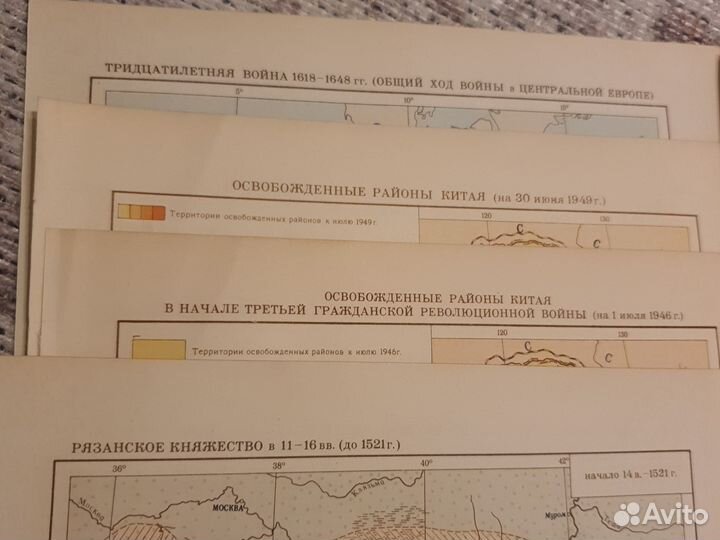 ТРИДЦАТИЛЕТНЯЯ ВОЙНА 1618–1648 гг. (ОБЩИЙ ХОД ВОЙНЫ в ЦЕНТРАЛЬНОЙ ЕВРОПЕ)
5° 10° 15°
ОСВОБОЖДЕННЫЕ РАЙОНЫ КИТАЯ (на 30 июня 1949 г.)
Территории освобожденных районов к июлю 1949 г.
120 130
С С
ОСВОБОЖДЕННЫЕ РАЙОНЫ КИТАЯ
В НАЧАЛЕ ТРЕТЬЕЙ ГРАЖДАНСКОЙ РЕВОЛЮЦИОННОЙ ВОЙНЫ (на 1 июля 1946 г.)
Территории освобожденных районов к июлю 1946 г.
120 130
С С
РЯЗАНСКОЕ КНЯЖЕСТВО в 11–16 вв. (до 1521 г.)
36° 38° 40° 42°
начало 14 в.–1521 г.
Москва
МОСКВА
Клязьма
Муром
Avito